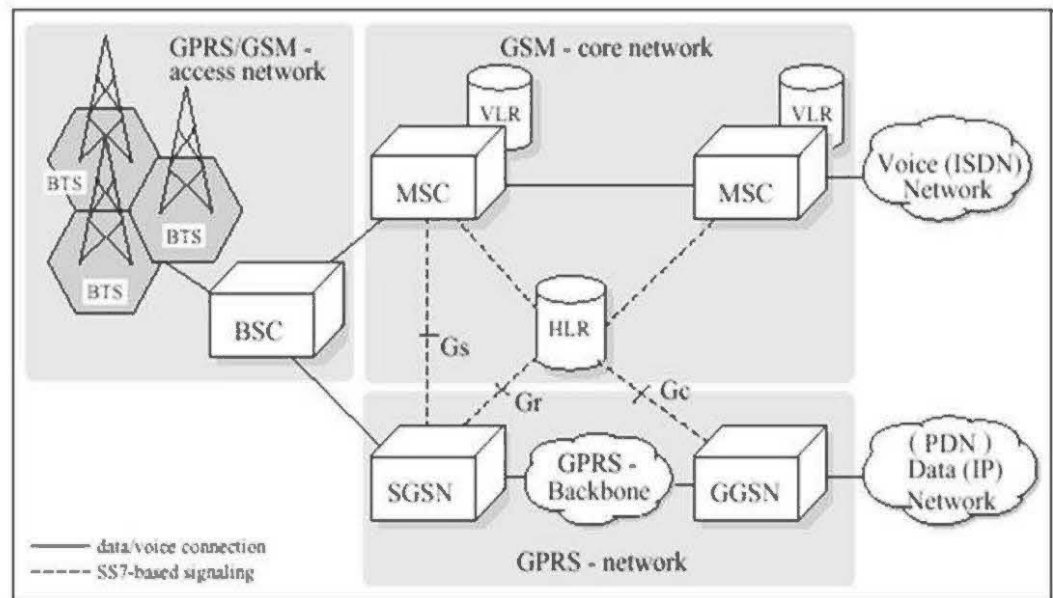 GPRS/GSM -
access network
BTS
BTS
BTS
BSC
GSM - core network
VLR
VLR
MSC
MSC
Voice (ISDN)
Network
HLR
Gs
Gr
Gc
SGSN
GPRS -
Backbone
GGSN
( PDN )
Data (IP)
Network
GPRS - network
data/voice connection
SS7-based signaling